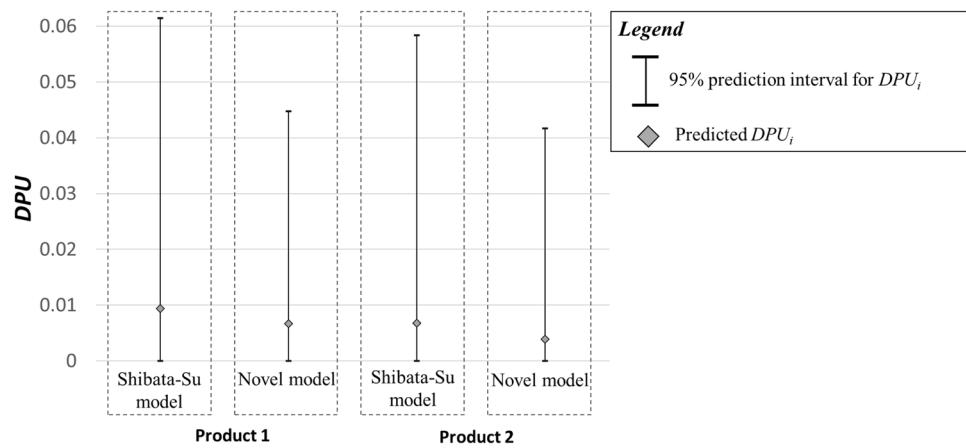 0.06
0.05
0.04
0.03
0.02
0.01
0
DPU
Shibata-Su
model
Novel model
Shibata-Su
model
Novel model
Product 1
Product 2
Legend
95% prediction interval for DPUi
Predicted DPUi